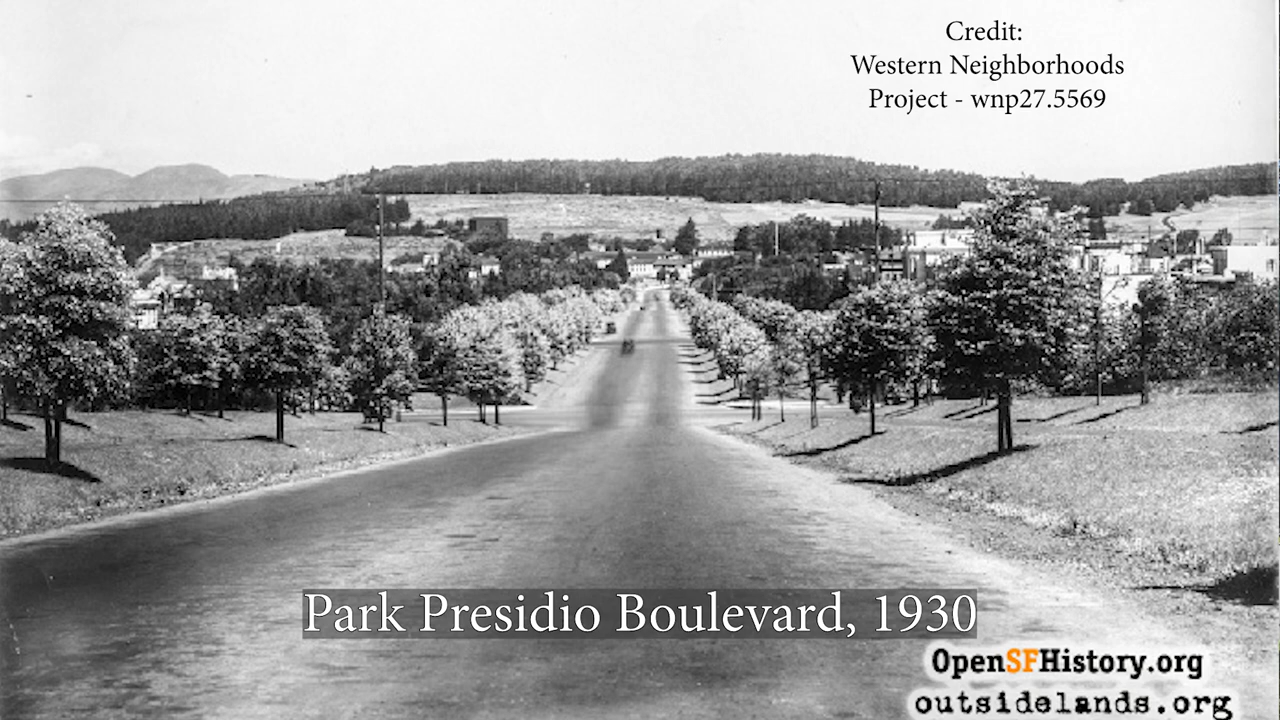 Credit:
Western Neighborhoods
Project - wnp27.5569
Park Presidio Boulevard, 1930
OpenSFHistory.org
outsidelands.org